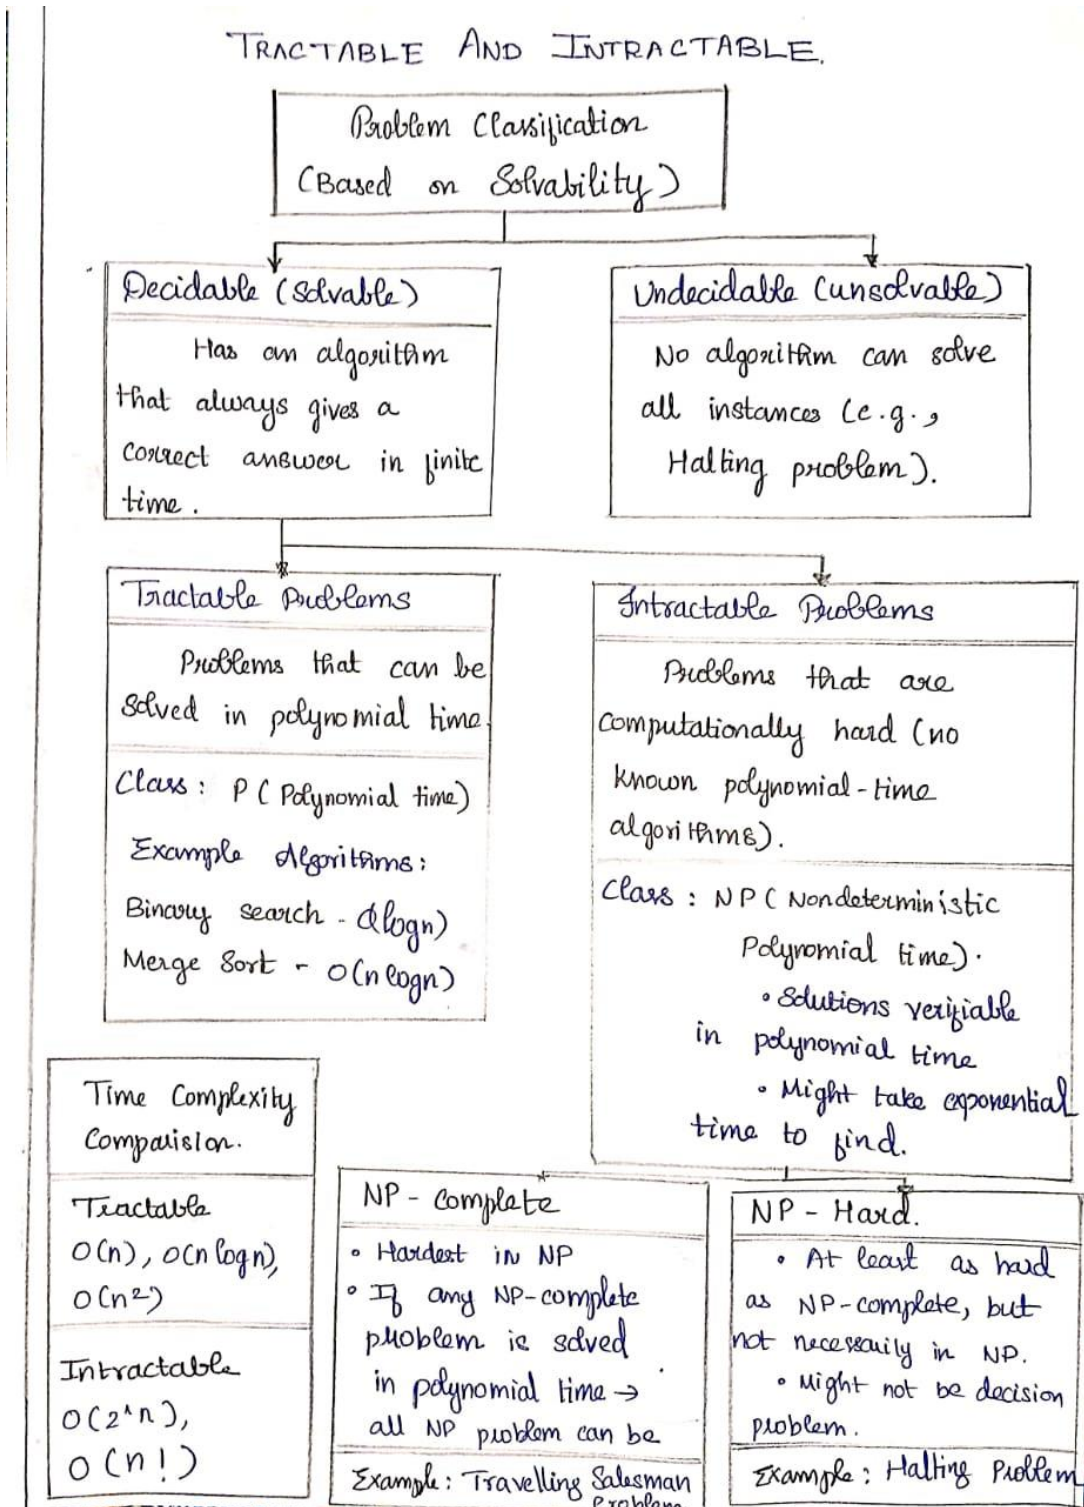 TRACTABLE AND INTRACTABLE.
Problem Classification
(Based on Solvability)
Decidable (Solvable)
Has an algorithm
that always gives a
correct answer in finite
time.
Undecidable (unsolvable)
No algorithm can solve
all instances (e.g.,
Halting problem).
Tractable Problems
Problems that can be
solved in polynomial time.
Class: P (Polynomial time)
Example Algorithms:
Binary search - O(logn)
Merge Sort - O(n logn)
Intractable Problems
Problems that are
computationally hard (no
known polynomial-time
algorithms).
Class: NP (Nondeterministic
Polynomial time).
• Solutions verifiable
in polynomial time
• Might take exponential
time to find.
Time Complexity
Comparision.
Tractable
O(n), O(n logn),
O(n²)
Intractable
O(2^n),
O(n!)
NP-Complete
• Hardest in NP
• If any NP-complete
problem is solved
in polynomial time →
all NP problem can be
Example: Travelling Salesman
Problem
NP-Hard.
• At least as hard
as NP-complete, but
not necessarily in NP.
• Might not be decision
problem.
Example: Halting Problem